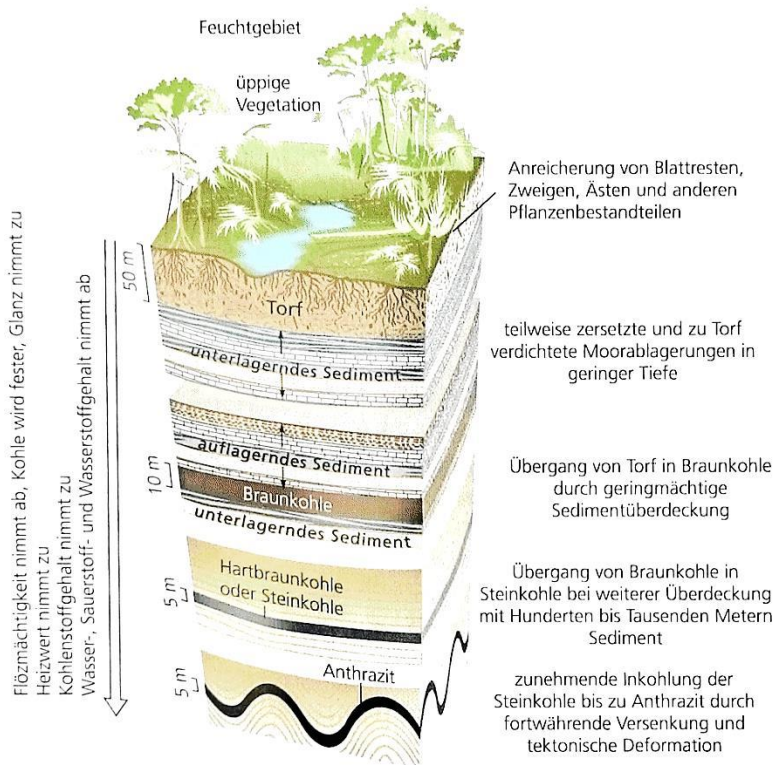 Feuchtgebiet
üppige
Vegetation
Anreicherung von Blattresten,
Zweigen, Ästen und anderen
Pflanzenbestandteilen
50 m
Torf
unterlagerndes Sediment
teilweise zersetzte und zu Torf
verdichtete Moorablagerungen in
geringer Tiefe
auflagerndes Sediment
10 m
Braunkohle
unterlagerndes Sediment
Übergang von Torf in Braunkohle
durch geringmächtige
Sedimentüberdeckung
Hartbraunkohle
oder Steinkohle
5 m
Übergang von Braunkohle in
Steinkohle bei weiterer Überdeckung
mit Hunderten bis Tausenden Metern
Sediment
Anthrazit
5 m
zunehmende Inkohlung der
Steinkohle bis zu Anthrazit durch
fortwährende Versenkung und
tektonische Deformation
Flözmächtigkeit nimmt ab, Kohle wird fester, Glanz nimmt zu
Heizwert nimmt zu
Kohlenstoffgehalt nimmt zu
Wasser-, Sauerstoff- und Wasserstoffgehalt nimmt ab